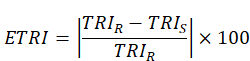 ETRI = |(TRI_R − TRI_S) / TRI_R| × 100